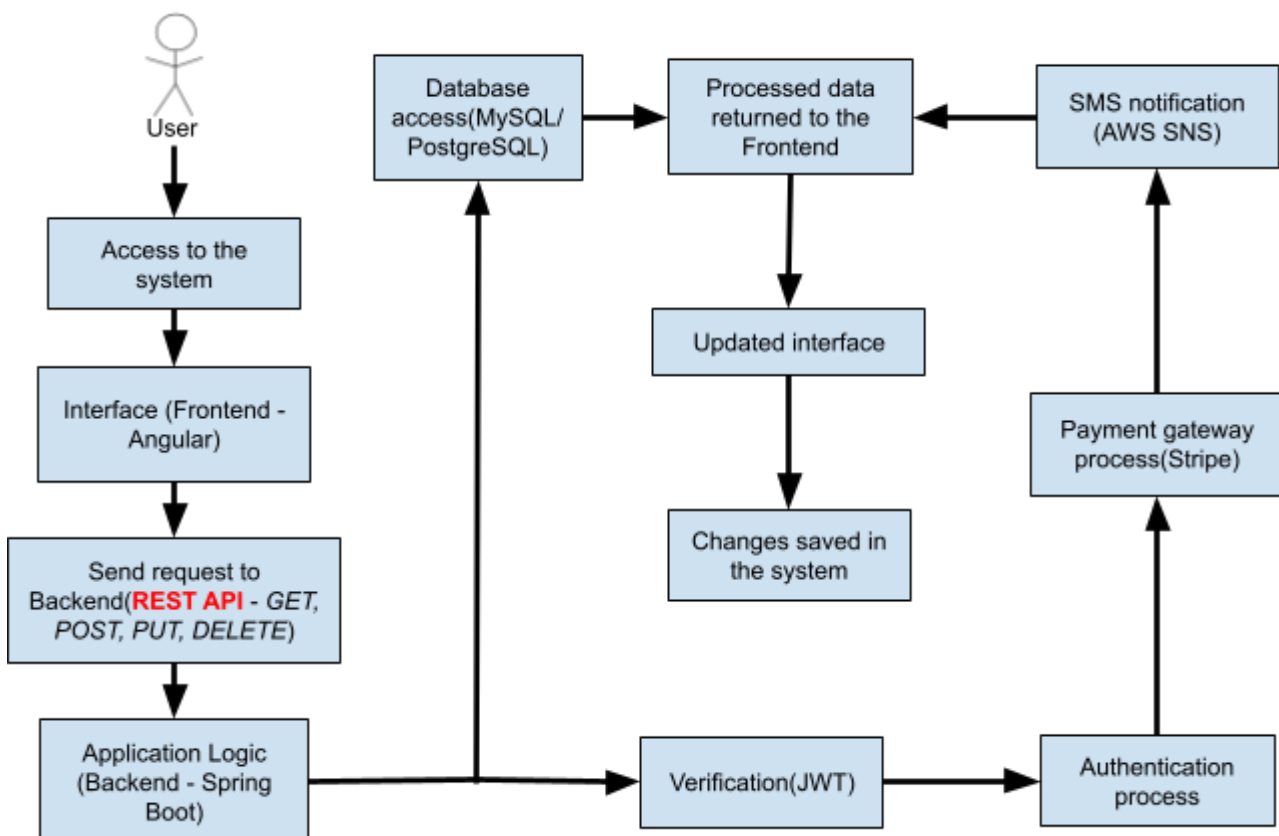 User
Access to the
system
Interface (Frontend -
Angular)
Send request to
Backend(REST API - GET,
POST, PUT, DELETE)
Application Logic
(Backend - Spring
Boot)
Database
access(MySQL/
PostgreSQL)
Processed data
returned to the
Frontend
Updated interface
Changes saved in
the system
Verification(JWT)
Authentication
process
Payment gateway
process(Stripe)
SMS notification
(AWS SNS)